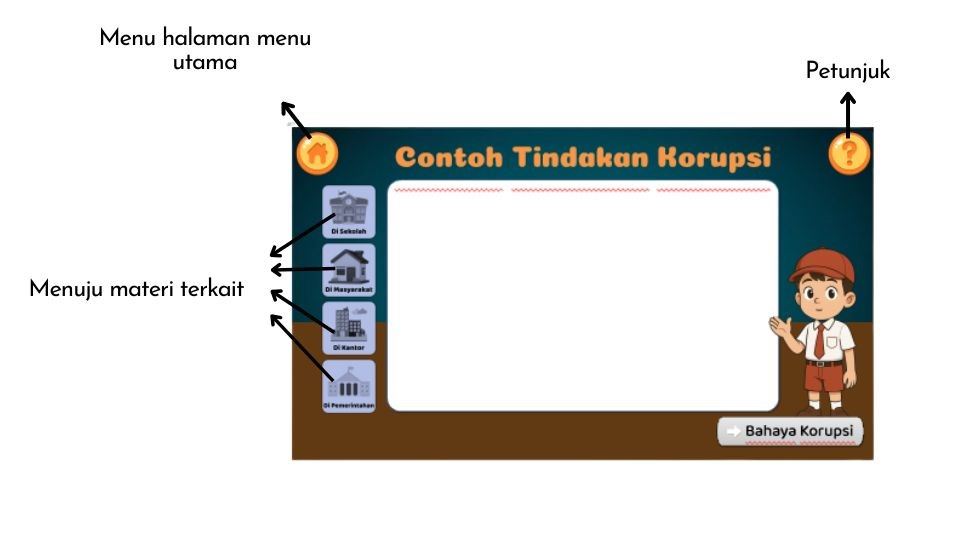 Menu halaman menu
utama
Petunjuk
Contoh Tindakan Korupsi
?
Di Sekolah
Di Masyarakat
Menuju materi terkait
Di Kantor
Di Pemerintahan
Bahaya Korupsi